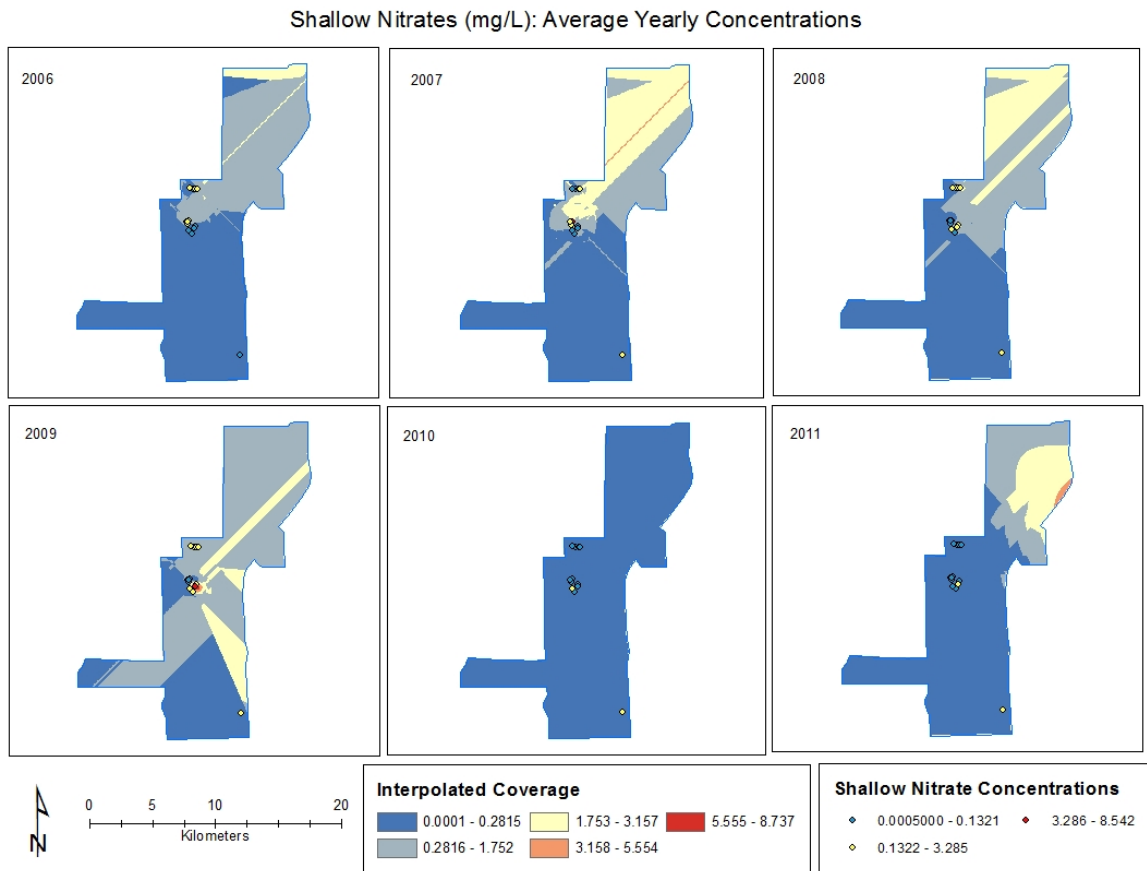 Shallow Nitrates (mg/L): Average Yearly Concentrations
2006
2007
2008
2009
2010
2011
N
0 5 10 20
Kilometers
Interpolated Coverage
0.0001 - 0.2815
1.753 - 3.157
5.555 - 8.737
0.2816 - 1.752
3.158 - 5.554
Shallow Nitrate Concentrations
0.0005000 - 0.1321
3.286 - 8.542
0.1322 - 3.285